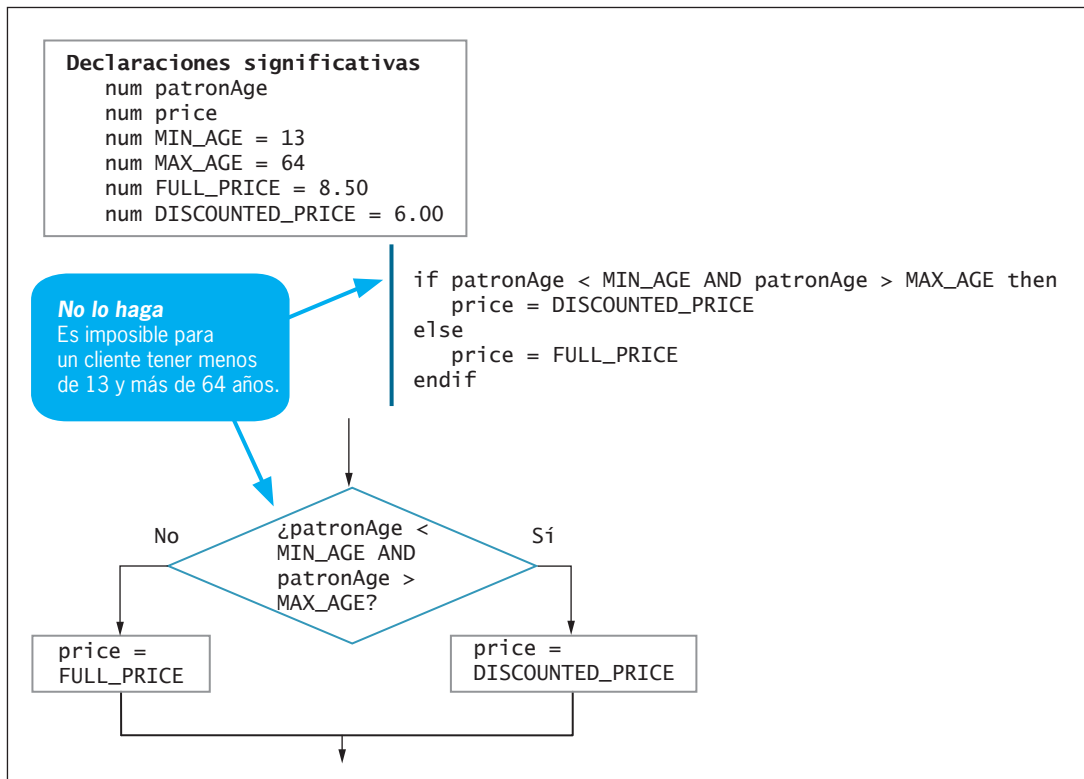 Declaraciones significativas
num patronAge
num price
num MIN_AGE = 13
num MAX_AGE = 64
num FULL_PRICE = 8.50
num DISCOUNTED_PRICE = 6.00
if patronAge < MIN_AGE AND patronAge > MAX_AGE then
price = DISCOUNTED_PRICE
else
price = FULL_PRICE
endif
No lo haga
Es imposible para
un cliente tener menos
de 13 y más de 64 años.
No
¿patronAge <
MIN_AGE AND
patronAge >
MAX_AGE?
Sí
price =
FULL_PRICE
price =
DISCOUNTED_PRICE